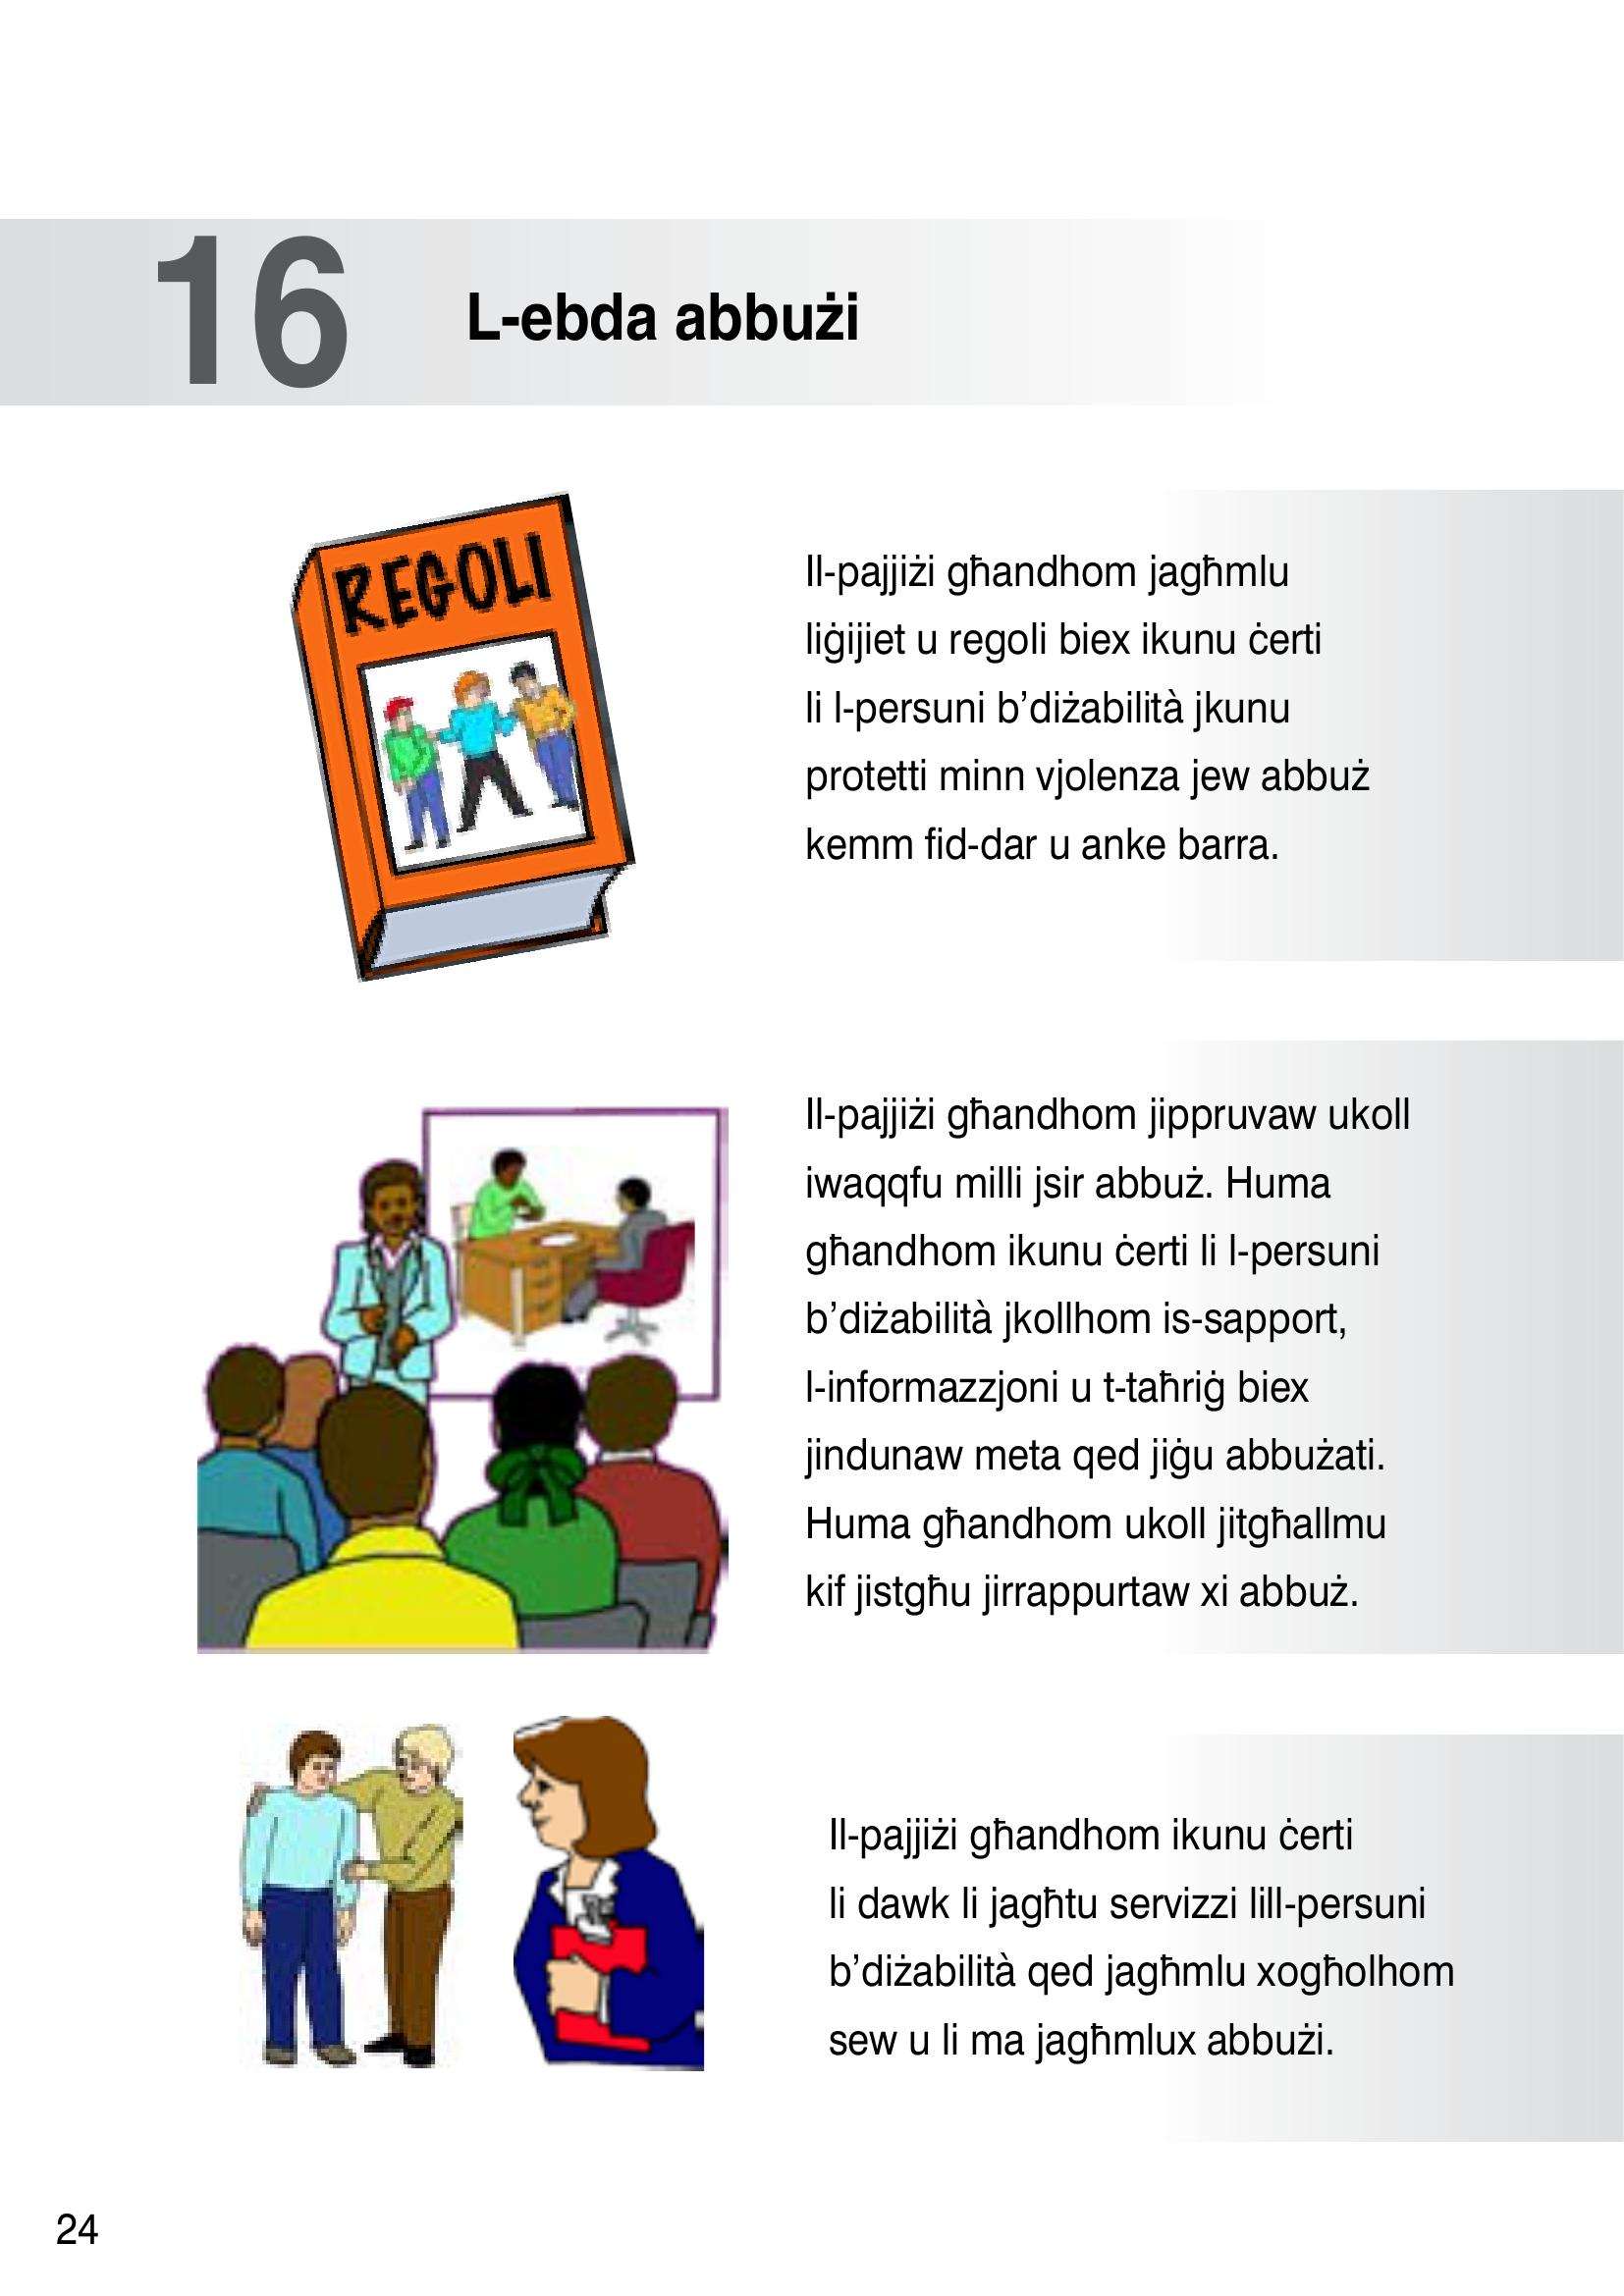 16
L-ebda abbużi
REGOLI
Il-pajjiżi għandhom jagħmlu
liġijiet u regoli biex ikunu ċerti
li l-persuni b’diżabilità jkunu
protetti minn vjolenza jew abbuż
kemm fid-dar u anke barra.
Il-pajjiżi għandhom jippruvaw ukoll
iwaqqfu milli jsir abbuż. Huma
għandhom ikunu ċerti li l-persuni
b’diżabilità jkollhom is-sapport,
l-informazzjoni u t-taħriġ biex
jindunaw meta qed jiġu abbużati.
Huma għandhom ukoll jitgħallmu
kif jistgħu jirrappurtaw xi abbuż.
Il-pajjiżi għandhom ikunu ċerti
li dawk li jagħtu servizzi lill-persuni
b’diżabilità qed jagħmlu xogħolhom
sew u li ma jagħmlux abbużi.
24